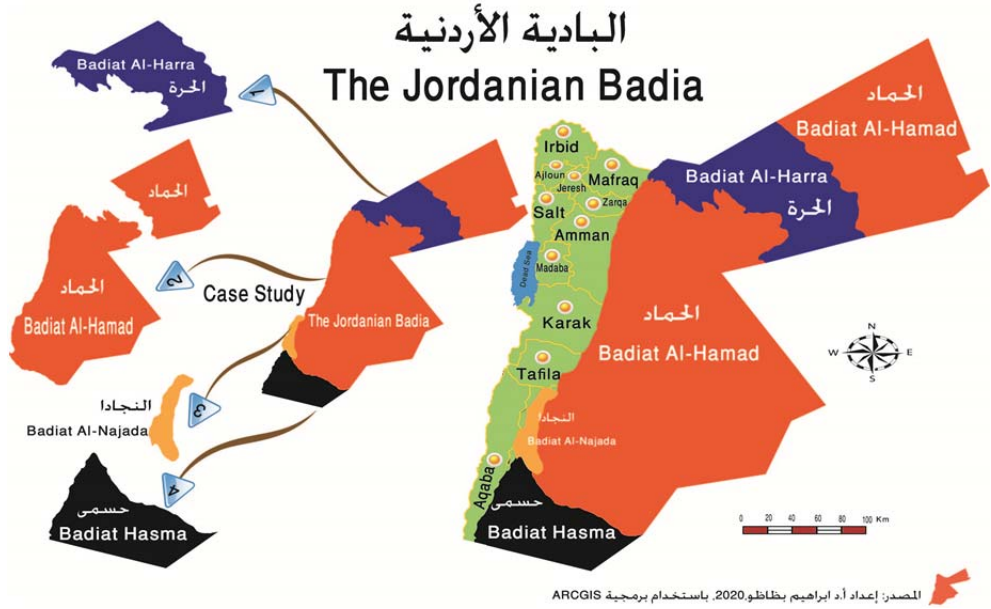 البادية الأردنية
The Jordanian Badia
Badiat Al-Harra
الحرة
١
الحماد
الحماد
Badiat Al-Hamad
2
Case Study
The Jordanian Badia
النجادا
Badiat Al-Najada
3
4
حسمى
Badiat Hasma
الحماد
Badiat Al-Hamad
Badiat Al-Harra
الحرة
Irbid
Ajloun
Jeresh
Mafraq
Salt
Zarqa
Amman
Dead Sea
Madaba
Karak
Tafila
الحماد
Badiat Al-Hamad
النجادا
Badiat Al-Najada
Aqaba
حسمى
Badiat Hasma
N
W E
S
0 20 40 60 80 100 Km
المصدر: إعداد أ.د ابراهيم بظاظو,2020, باستخدام برمجية ARCGIS